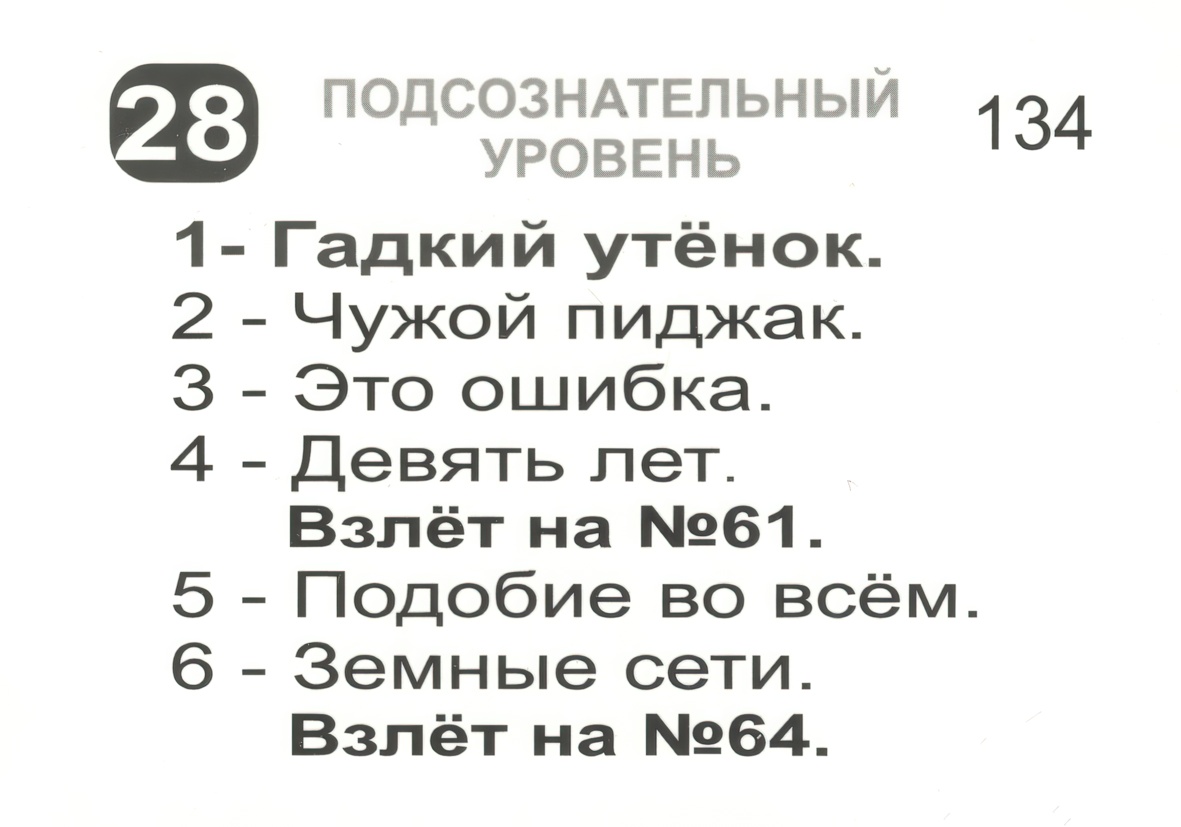 28
ПОДСОЗНАТЕЛЬНЫЙ
УРОВЕНЬ
134
1- Гадкий утёнок.
2 - Чужой пиджак.
3 - Это ошибка.
4 - Девять лет.
Взлёт на №61.
5 - Подобие во всём.
6 - Земные сети.
Взлёт на №64.